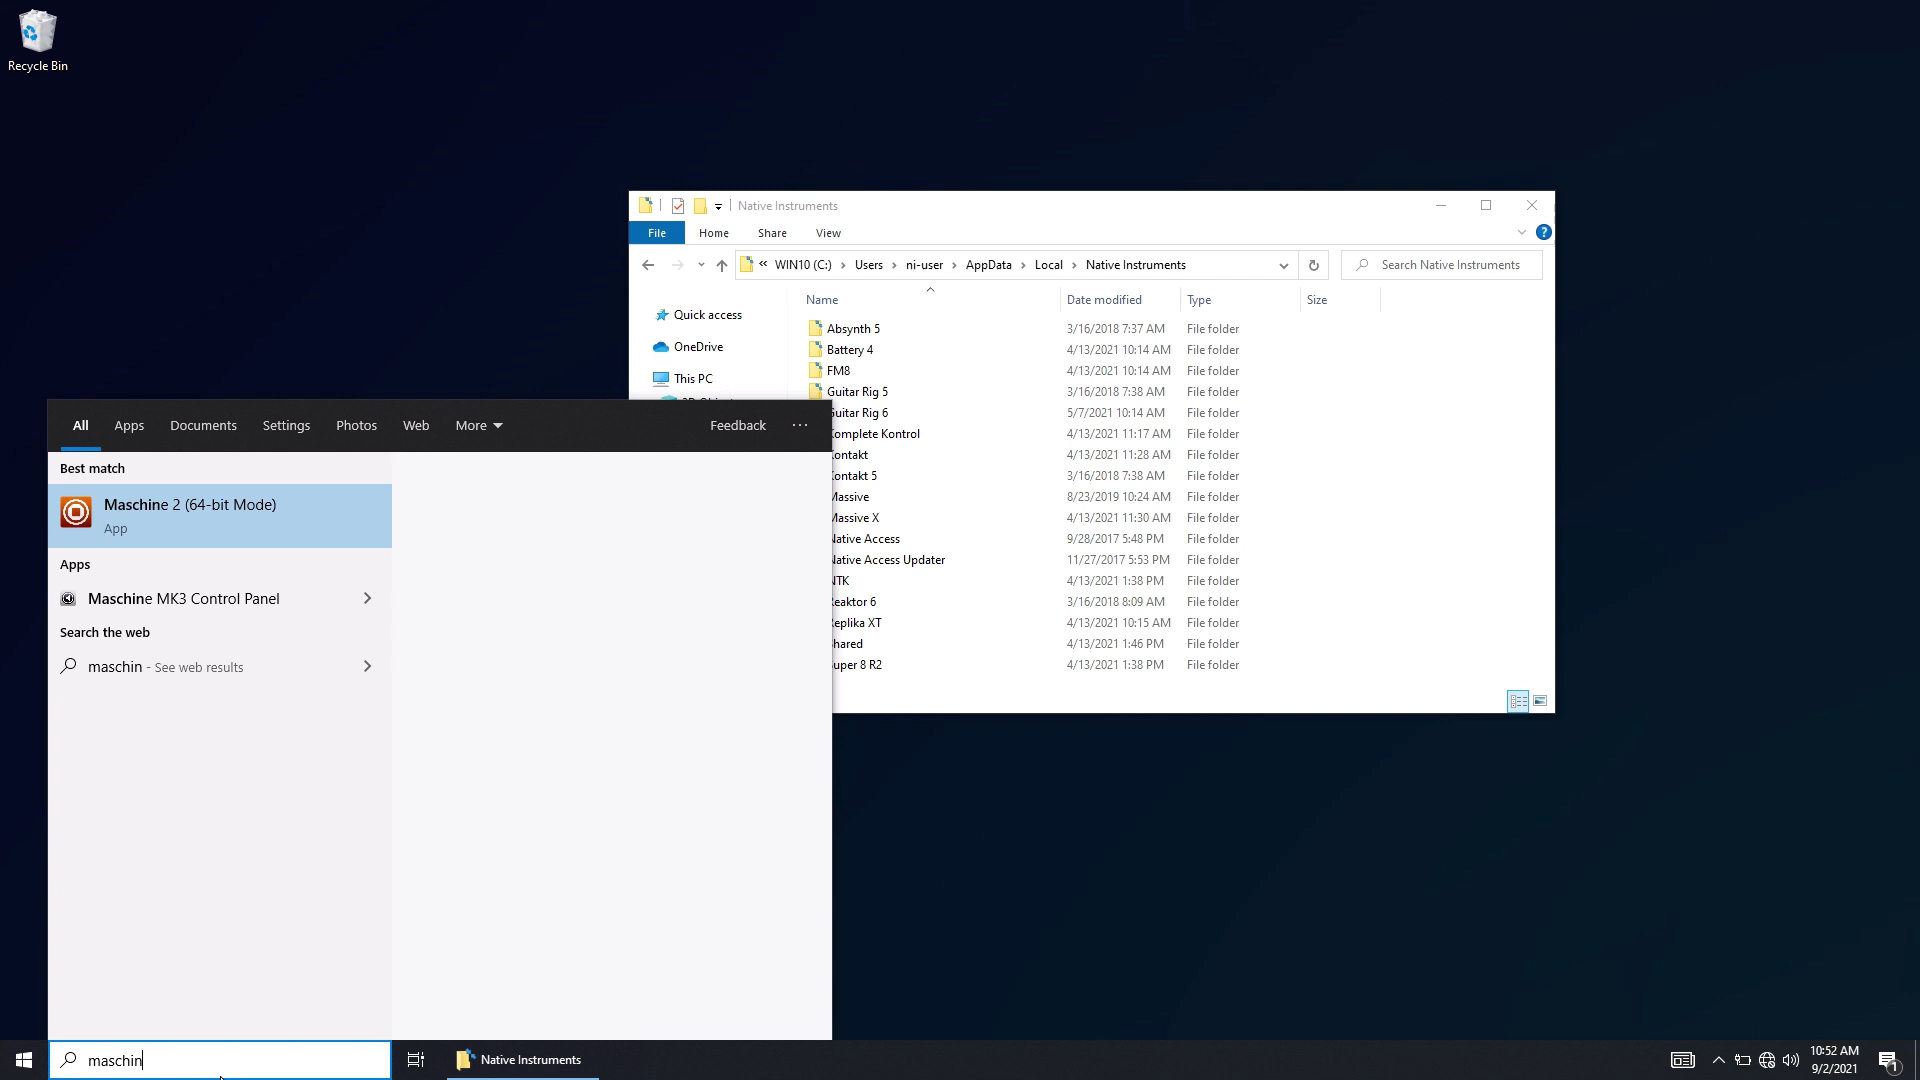 Recycle Bin
Native Instruments
File Home Share View
« WIN10 (C:) › Users › ni-user › AppData › Local › Native Instruments
Search Native Instruments
Name Date modified Type Size
Quick access
OneDrive
This PC
Absynth 5 3/16/2018 7:37 AM File folder
Battery 4 4/13/2021 10:14 AM File folder
FM8 4/13/2021 10:14 AM File folder
Guitar Rig 5 3/16/2018 7:38 AM File folder
uitar Rig 6 5/7/2021 10:14 AM File folder
omplete Kontrol 4/13/2021 11:17 AM File folder
ontakt 4/13/2021 11:28 AM File folder
ontakt 5 3/16/2018 7:38 AM File folder
Massive 8/23/2019 10:24 AM File folder
Massive X 4/13/2021 11:30 AM File folder
Native Access 9/28/2017 5:48 PM File folder
Native Access Updater 11/27/2017 5:53 PM File folder
NTK 4/13/2021 1:38 PM File folder
eaktor 6 3/16/2018 8:09 AM File folder
eplika XT 4/13/2021 10:15 AM File folder
hared 4/13/2021 1:46 PM File folder
uper 8 R2 4/13/2021 1:38 PM File folder
All Apps Documents Settings Photos Web More Feedback ...
Best match
Maschine 2 (64-bit Mode)
App
Apps
Maschine MK3 Control Panel
Search the web
maschin - See web results
maschin
Native Instruments
10:52 AM
9/2/2021
1